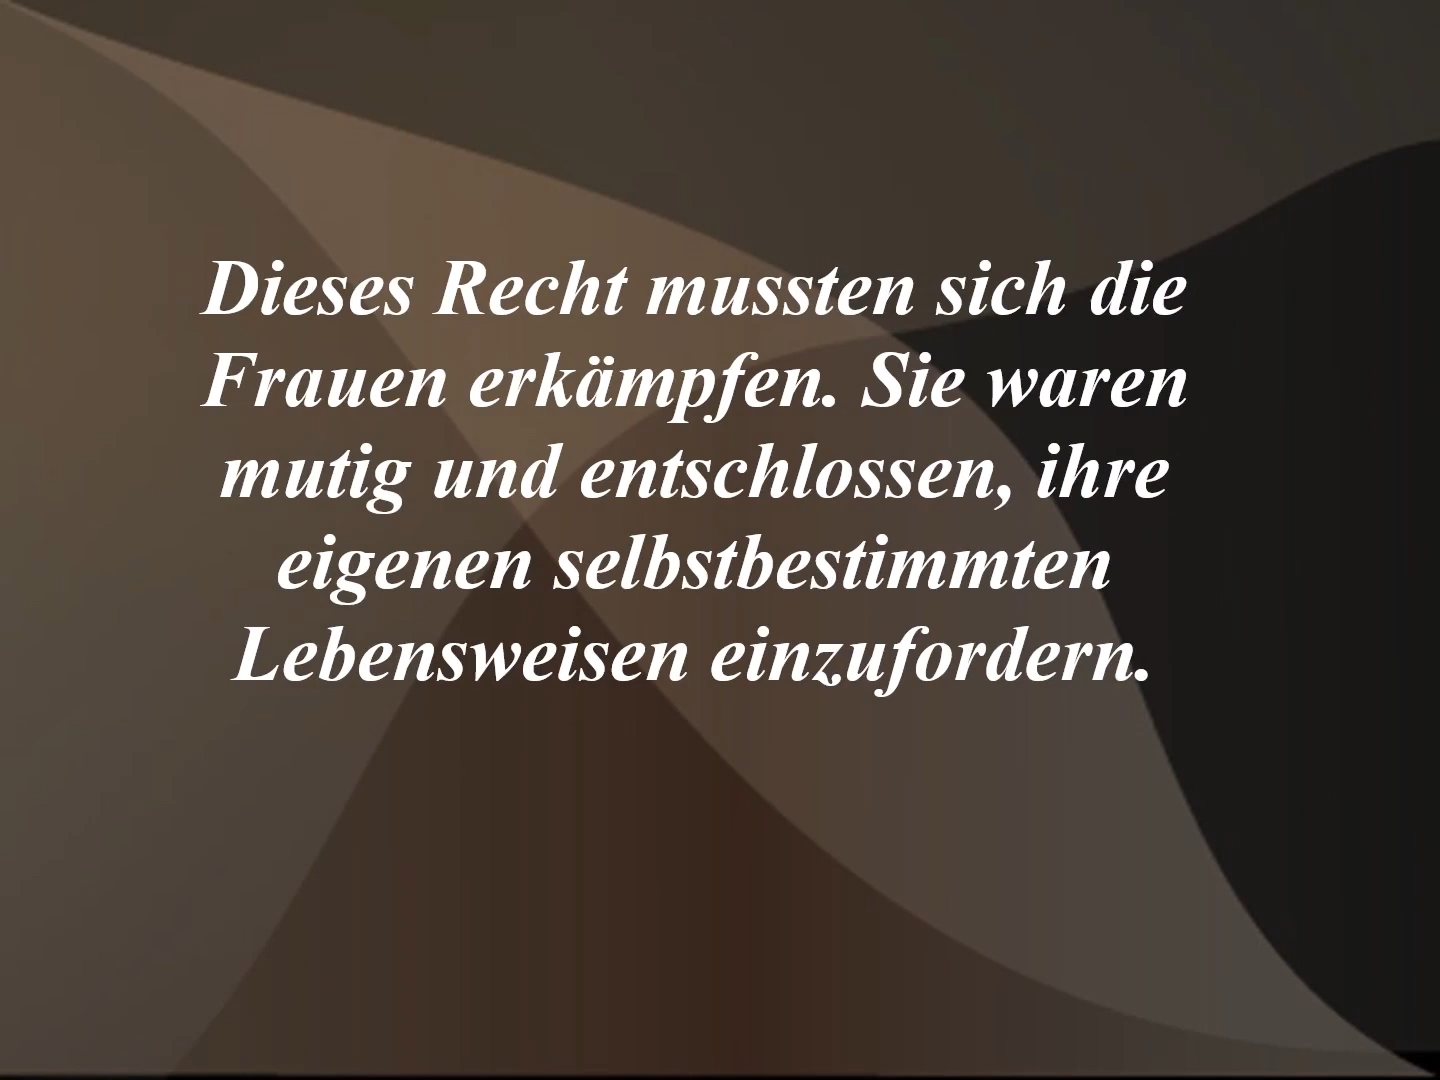 Dieses Recht mussten sich die
Frauen erkämpfen. Sie waren
mutig und entschlossen, ihre
eigenen selbstbestimmten
Lebensweisen einzufordern.